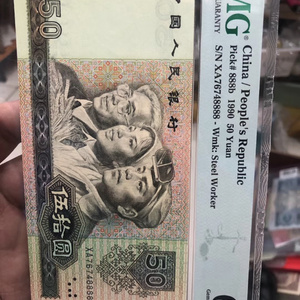 50
中国人民银行
伍拾圆
XA76748888
50
MG
GUARANTY
China / People's Republic
Pick# 888b 1990 50 Yuan
S/N XA76748888 - Wmk: Steel Worker